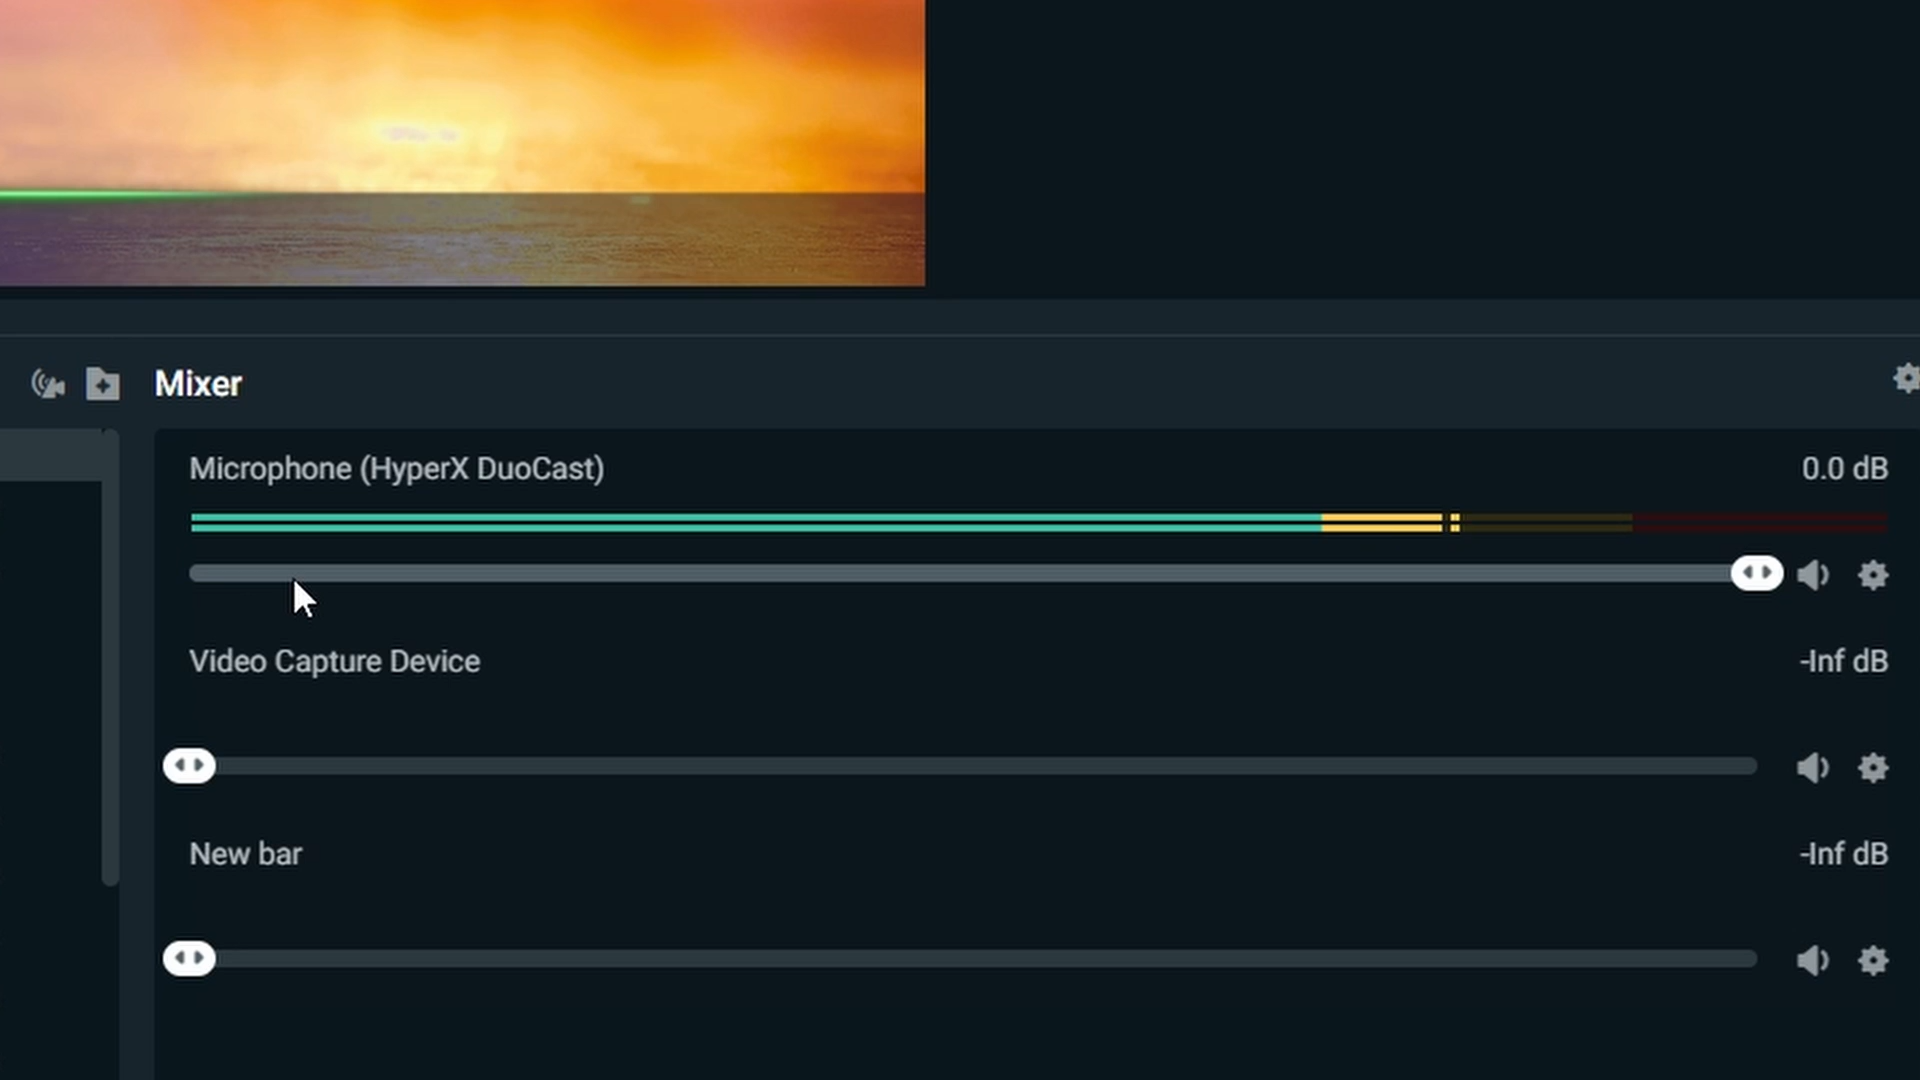 Mixer
Microphone (HyperX DuoCast) 0.0 dB
Video Capture Device -Inf dB
New bar -Inf dB